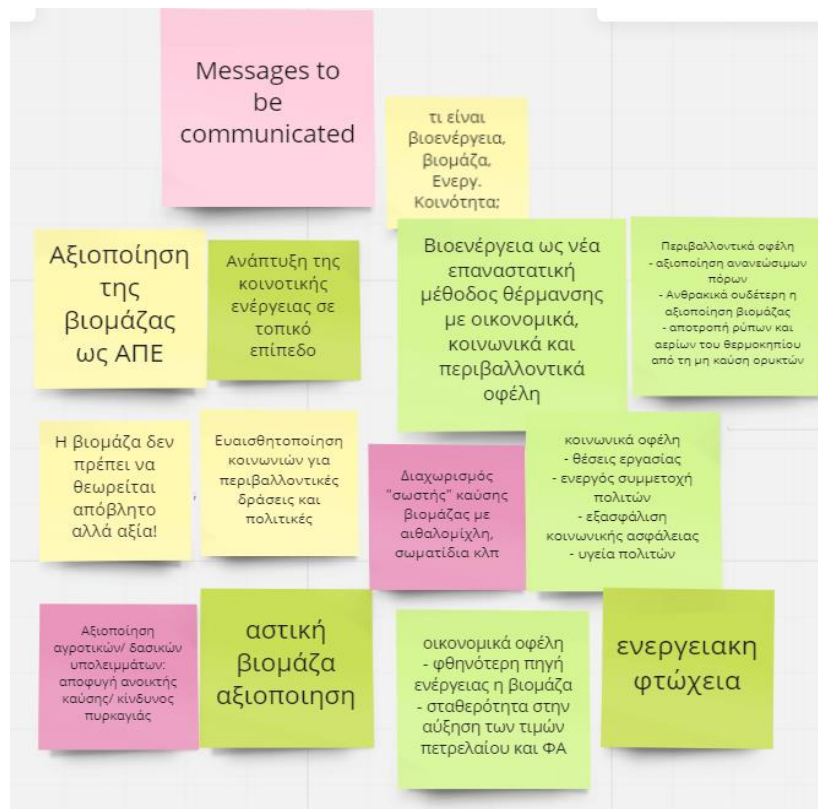 Messages to
be
communicated
τι είναι
βιοενέργεια,
βιομάζα,
Ενεργ.
Κοινότητα;
Αξιοποίηση
της
βιομάζας
ως ΑΠΕ
Ανάπτυξη της
κοινοτικής
ενέργειας σε
τοπικό
επίπεδο
Βιοενέργεια ως νέα
επαναστατική
μέθοδος θέρμανσης
με οικονομικά,
κοινωνικά και
περιβαλλοντικά
οφέλη
Περιβαλλοντικά οφέλη
- αξιοποίηση ανανεώσιμων
πόρων
- Ανθρακικά ουδέτερη η
αξιοποίηση βιομάζας
- αποτροπή ρύπων και
αερίων του θερμοκηπίου
από τη μη καύση ορυκτών
Η βιομάζα δεν
πρέπει να
θεωρείται
απόβλητο
αλλά αξία!
Ευαισθητοποίηση
κοινωνιών για
περιβαλλοντικές
δράσεις και
πολιτικές
Διαχωρισμός
"σωστής" καύσης
βιομάζας με
αιθαλομίχλη,
σωματίδια κλπ
κοινωνικά οφέλη
- θέσεις εργασίας
- ενεργός συμμετοχή
πολιτών
- εξασφάλιση
κοινωνικής ασφάλειας
- υγεία πολιτών
Αξιοποίηση
αγροτικών/ δασικών
υπολειμμάτων:
αποφυγή ανοικτής
καύσης/ κίνδυνος
πυρκαγιάς
αστική
βιομάζα
αξιοποιηση
οικονομικά οφέλη
- φθηνότερη πηγή
ενέργειας η βιομάζα
- σταθερότητα στην
αύξηση των τιμών
πετρελαίου και ΦΑ
ενεργειακη
φτώχεια